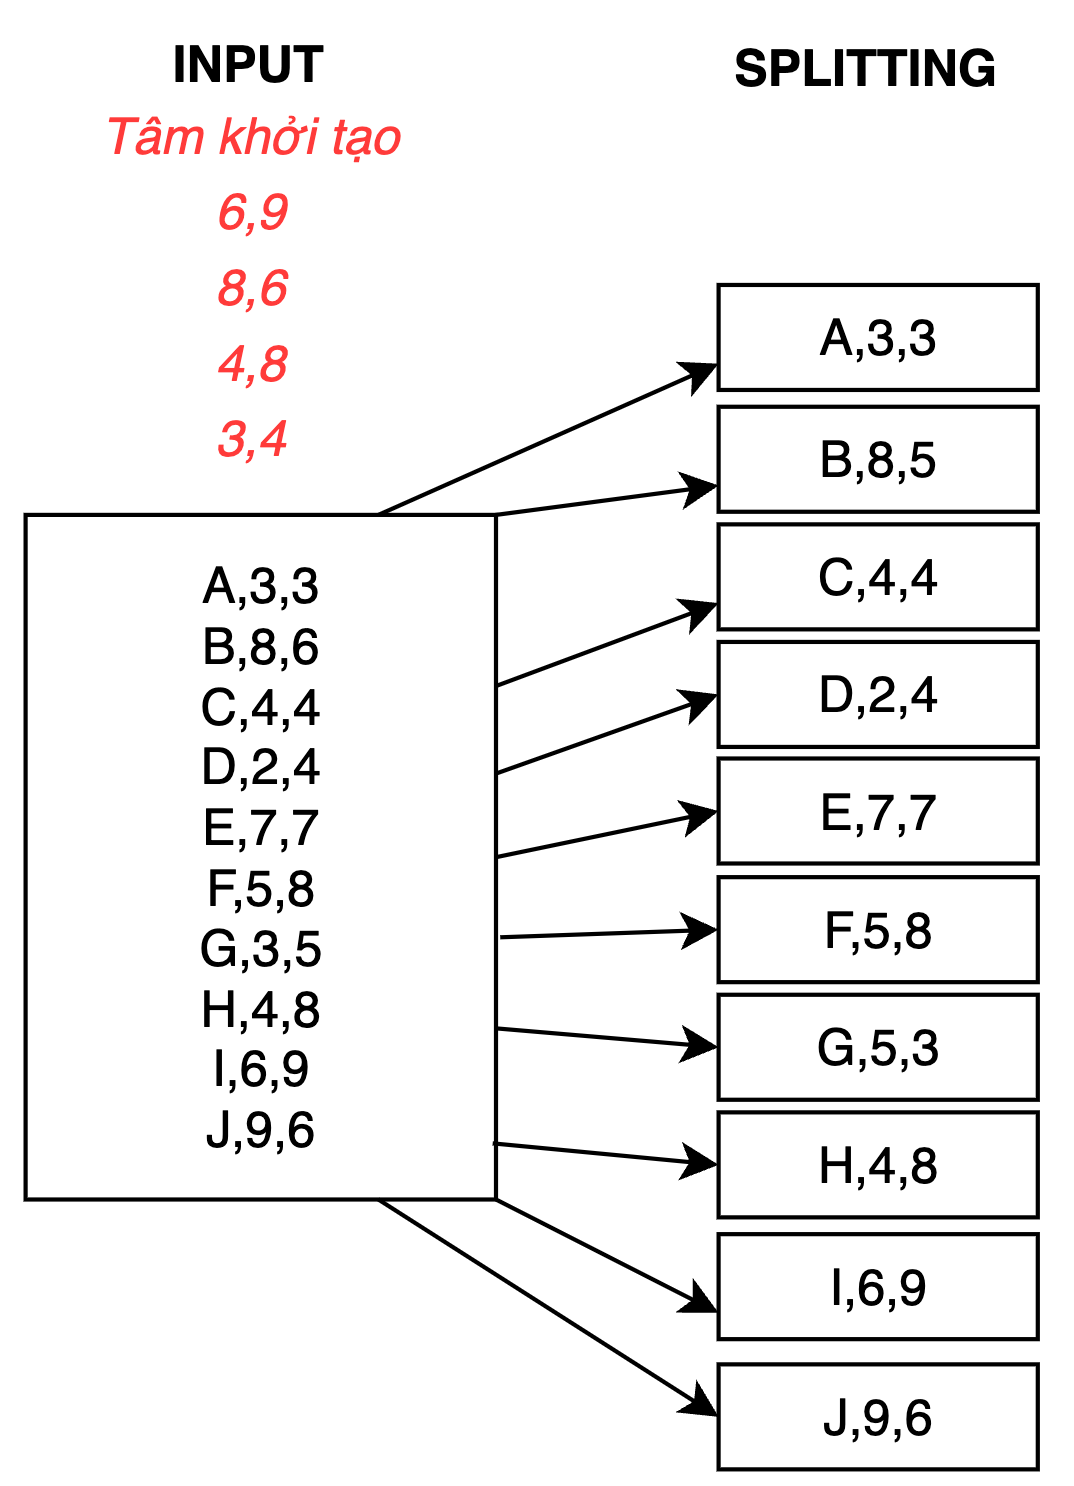 INPUT
Tâm khởi tạo
6,9
8,6
4,8
3,4
A,3,3
B,8,6
C,4,4
D,2,4
E,7,7
F,5,8
G,3,5
H,4,8
I,6,9
J,9,6
SPLITTING
A,3,3
B,8,5
C,4,4
D,2,4
E,7,7
F,5,8
G,5,3
H,4,8
I,6,9
J,9,6